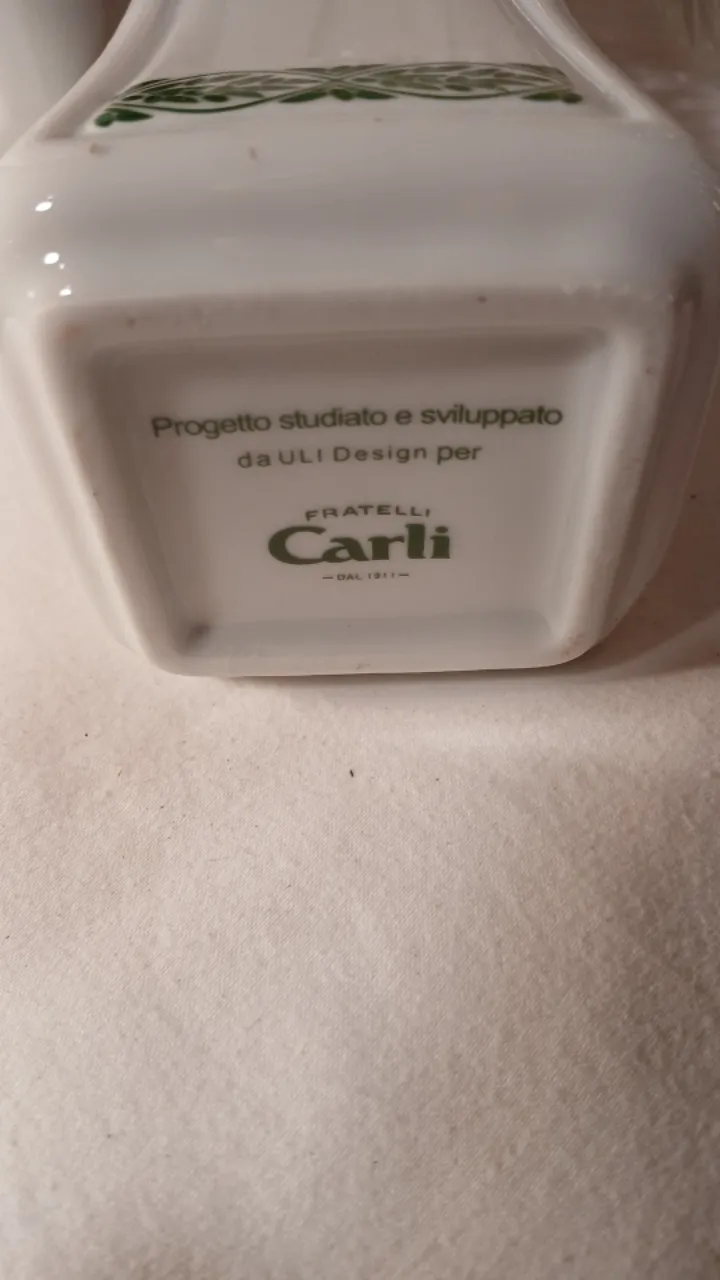 Progetto studiato e sviluppato
da ULI Design per
FRATELLI
Carli
— DAL 1911 —